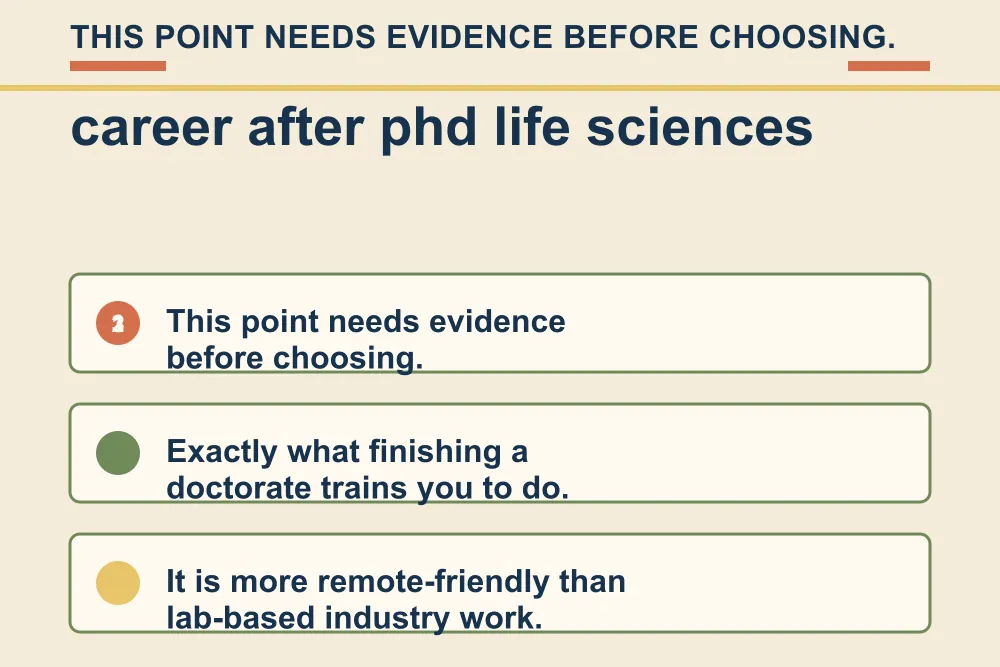 THIS POINT NEEDS EVIDENCE BEFORE CHOOSING.
career after phd life sciences
This point needs evidence
before choosing.
Exactly what finishing a
doctorate trains you to do.
It is more remote-friendly than
lab-based industry work.